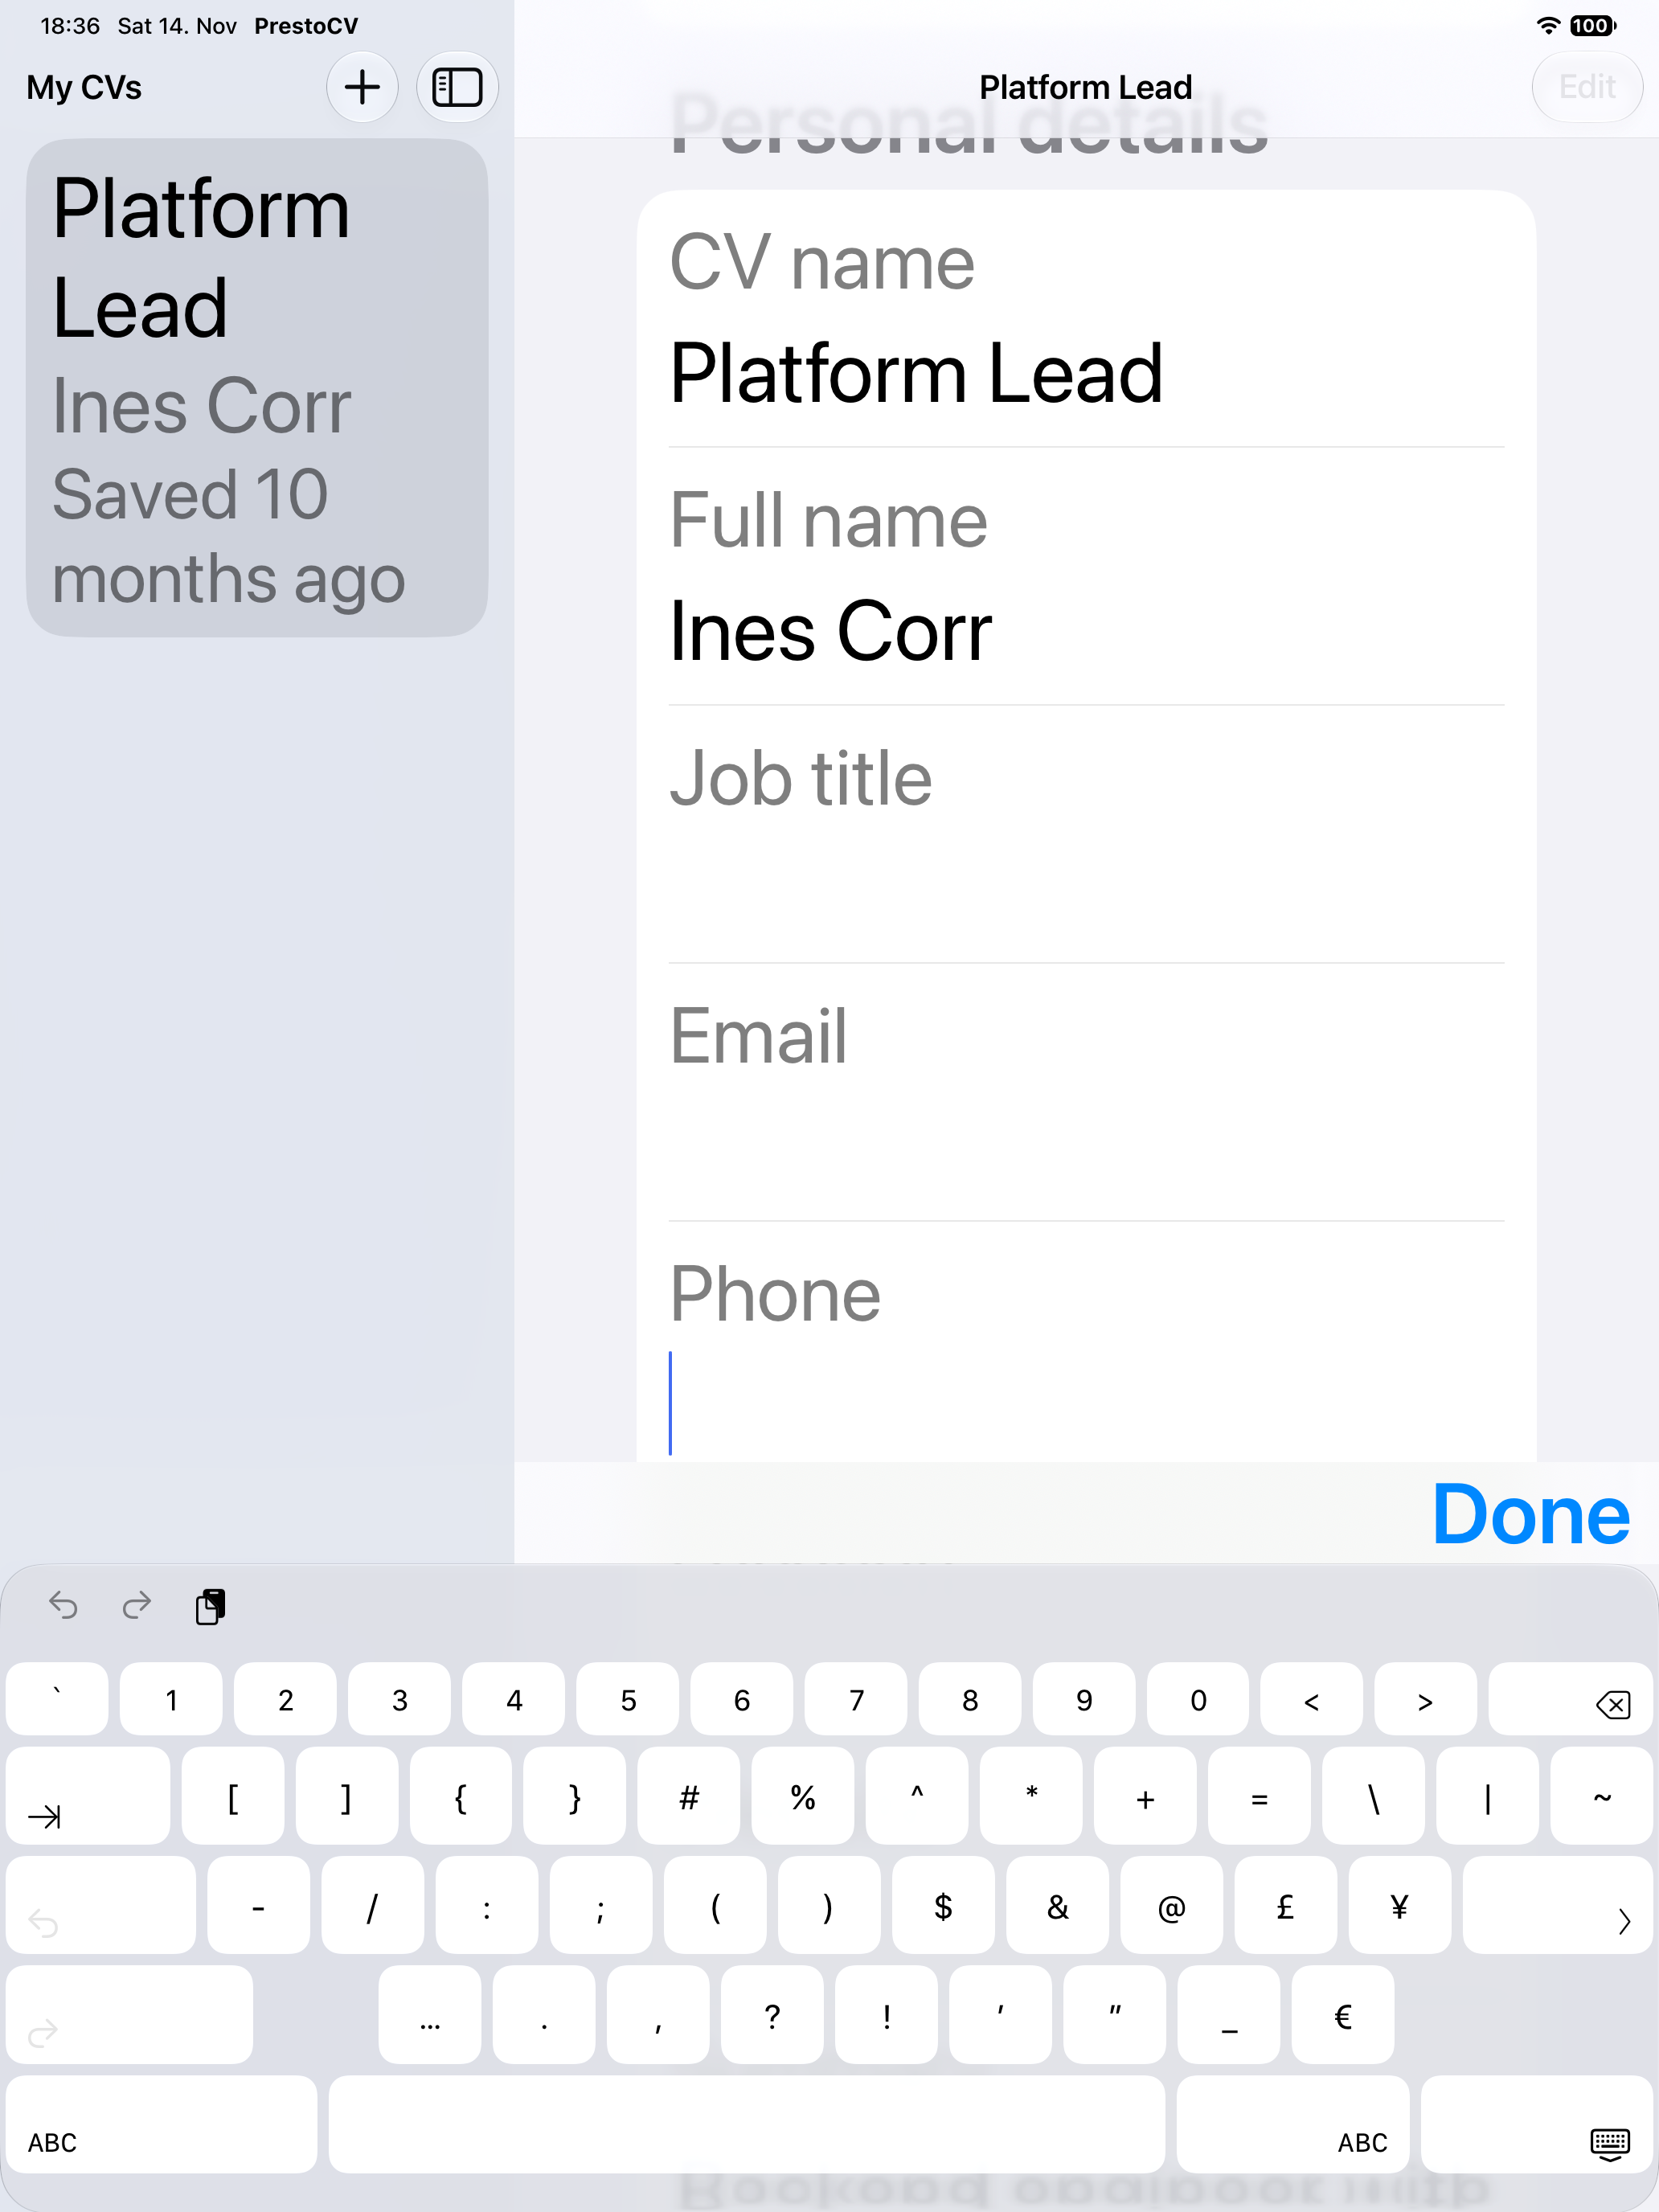 18:36 Sat 14. Nov PrestoCV
100
My CVs
Platform Lead
Edit
Personal details
Platform
Lead
Ines Corr
Saved 10
months ago
CV name
Platform Lead
Full name
Ines Corr
Job title
Email
Phone
Done
` 1 2 3 4 5 6 7 8 9 0 < >
[ ] { } # % ^ * + = \ | ~
- / : ; ( ) $ & @ £ ¥
… . , ? ! ' " _ €
ABC ABC